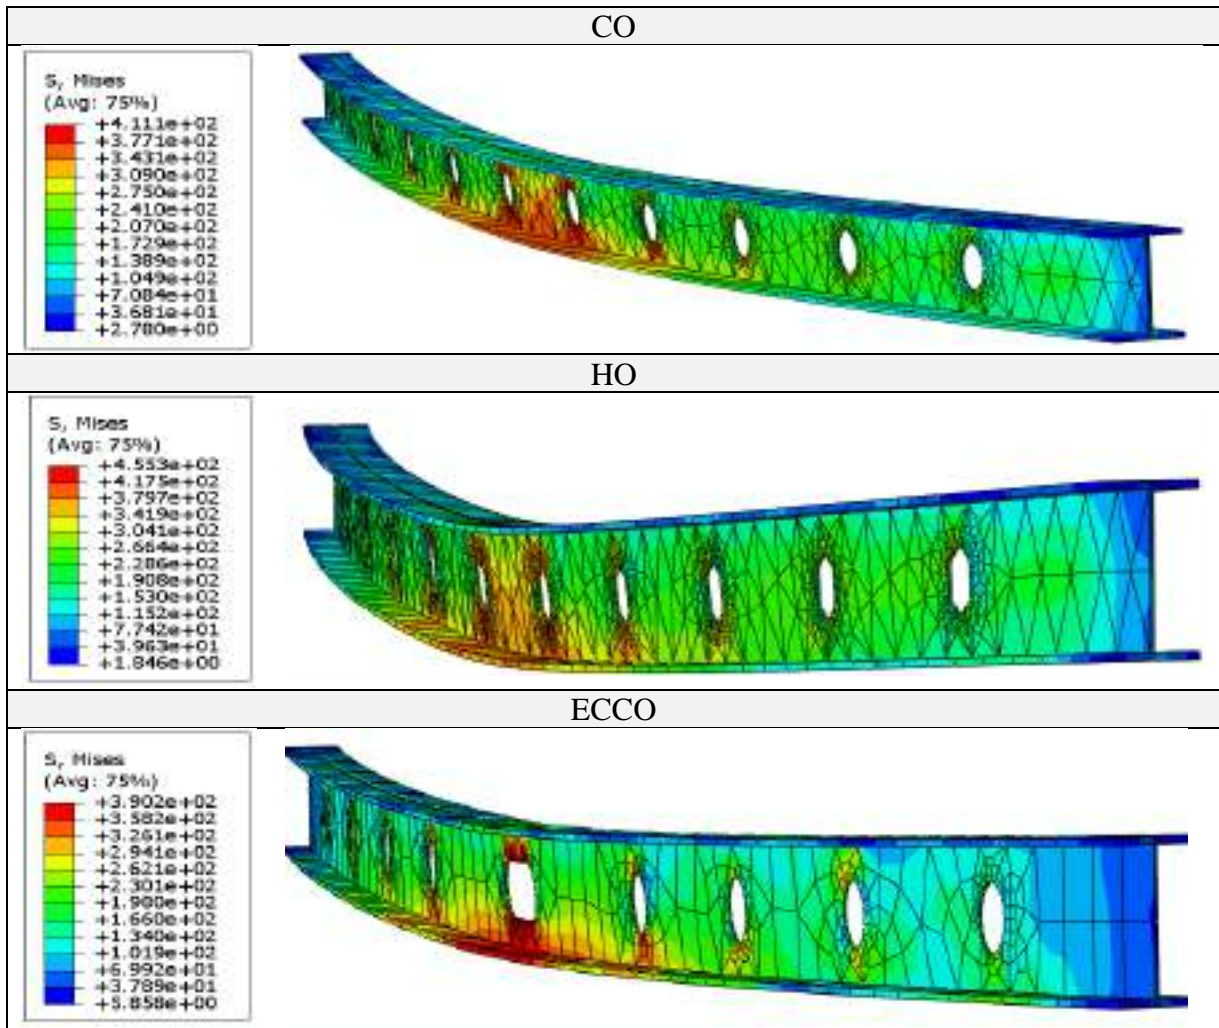 CO
S, Mises
(Avg: 75%)
+4.111e+02
+3.771e+02
+3.431e+02
+3.090e+02
+2.750e+02
+2.410e+02
+2.070e+02
+1.729e+02
+1.389e+02
+1.049e+02
+7.084e+01
+3.681e+01
+2.780e+00
HO
S, Mises
(Avg: 75%)
+4.553e+02
+4.175e+02
+3.797e+02
+3.419e+02
+3.041e+02
+2.664e+02
+2.286e+02
+1.908e+02
+1.530e+02
+1.152e+02
+7.742e+01
+3.963e+01
+1.846e+00
ECCO
S, Mises
(Avg: 75%)
+3.902e+02
+3.582e+02
+3.261e+02
+2.941e+02
+2.621e+02
+2.301e+02
+1.980e+02
+1.660e+02
+1.340e+02
+1.019e+02
+6.992e+01
+3.789e+01
+5.858e+00